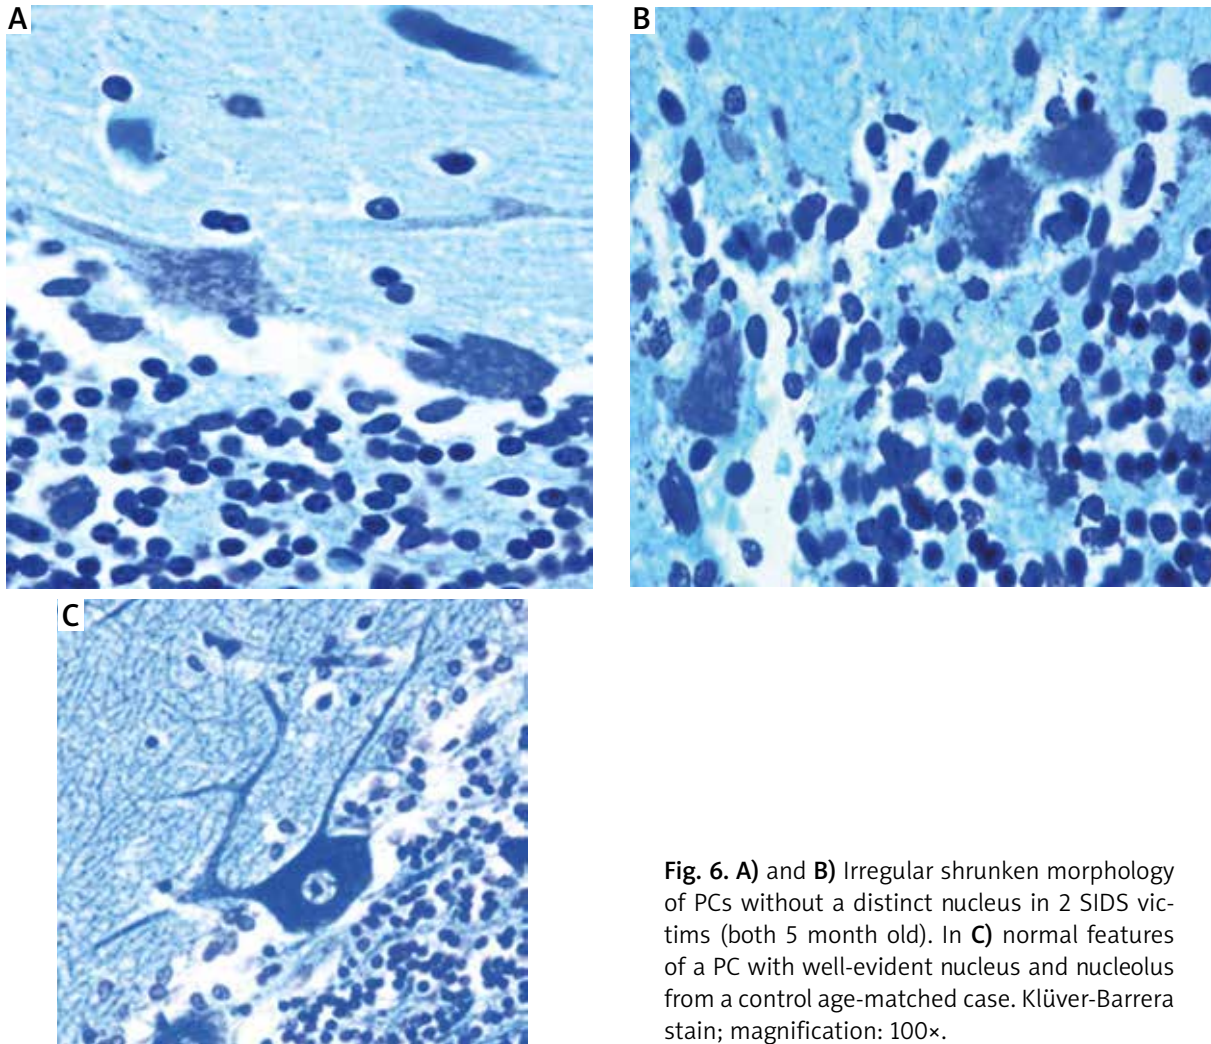 A
B
C
Fig. 6. A) and B) Irregular shrunken morphology
of PCs without a distinct nucleus in 2 SIDS vic-
tims (both 5 month old). In C) normal features
of a PC with well-evident nucleus and nucleolus
from a control age-matched case. Klüver-Barrera
stain; magnification: 100×.